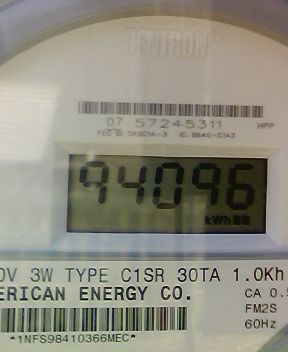 CENTRON
07 57245311 HPP
94096
kWh
0V 3W TYPE C1SR 30TA 1.0Kh
ERICAN ENERGY CO.
CA 0.5
FM2S
60Hz
*1NFS98410366MEC*